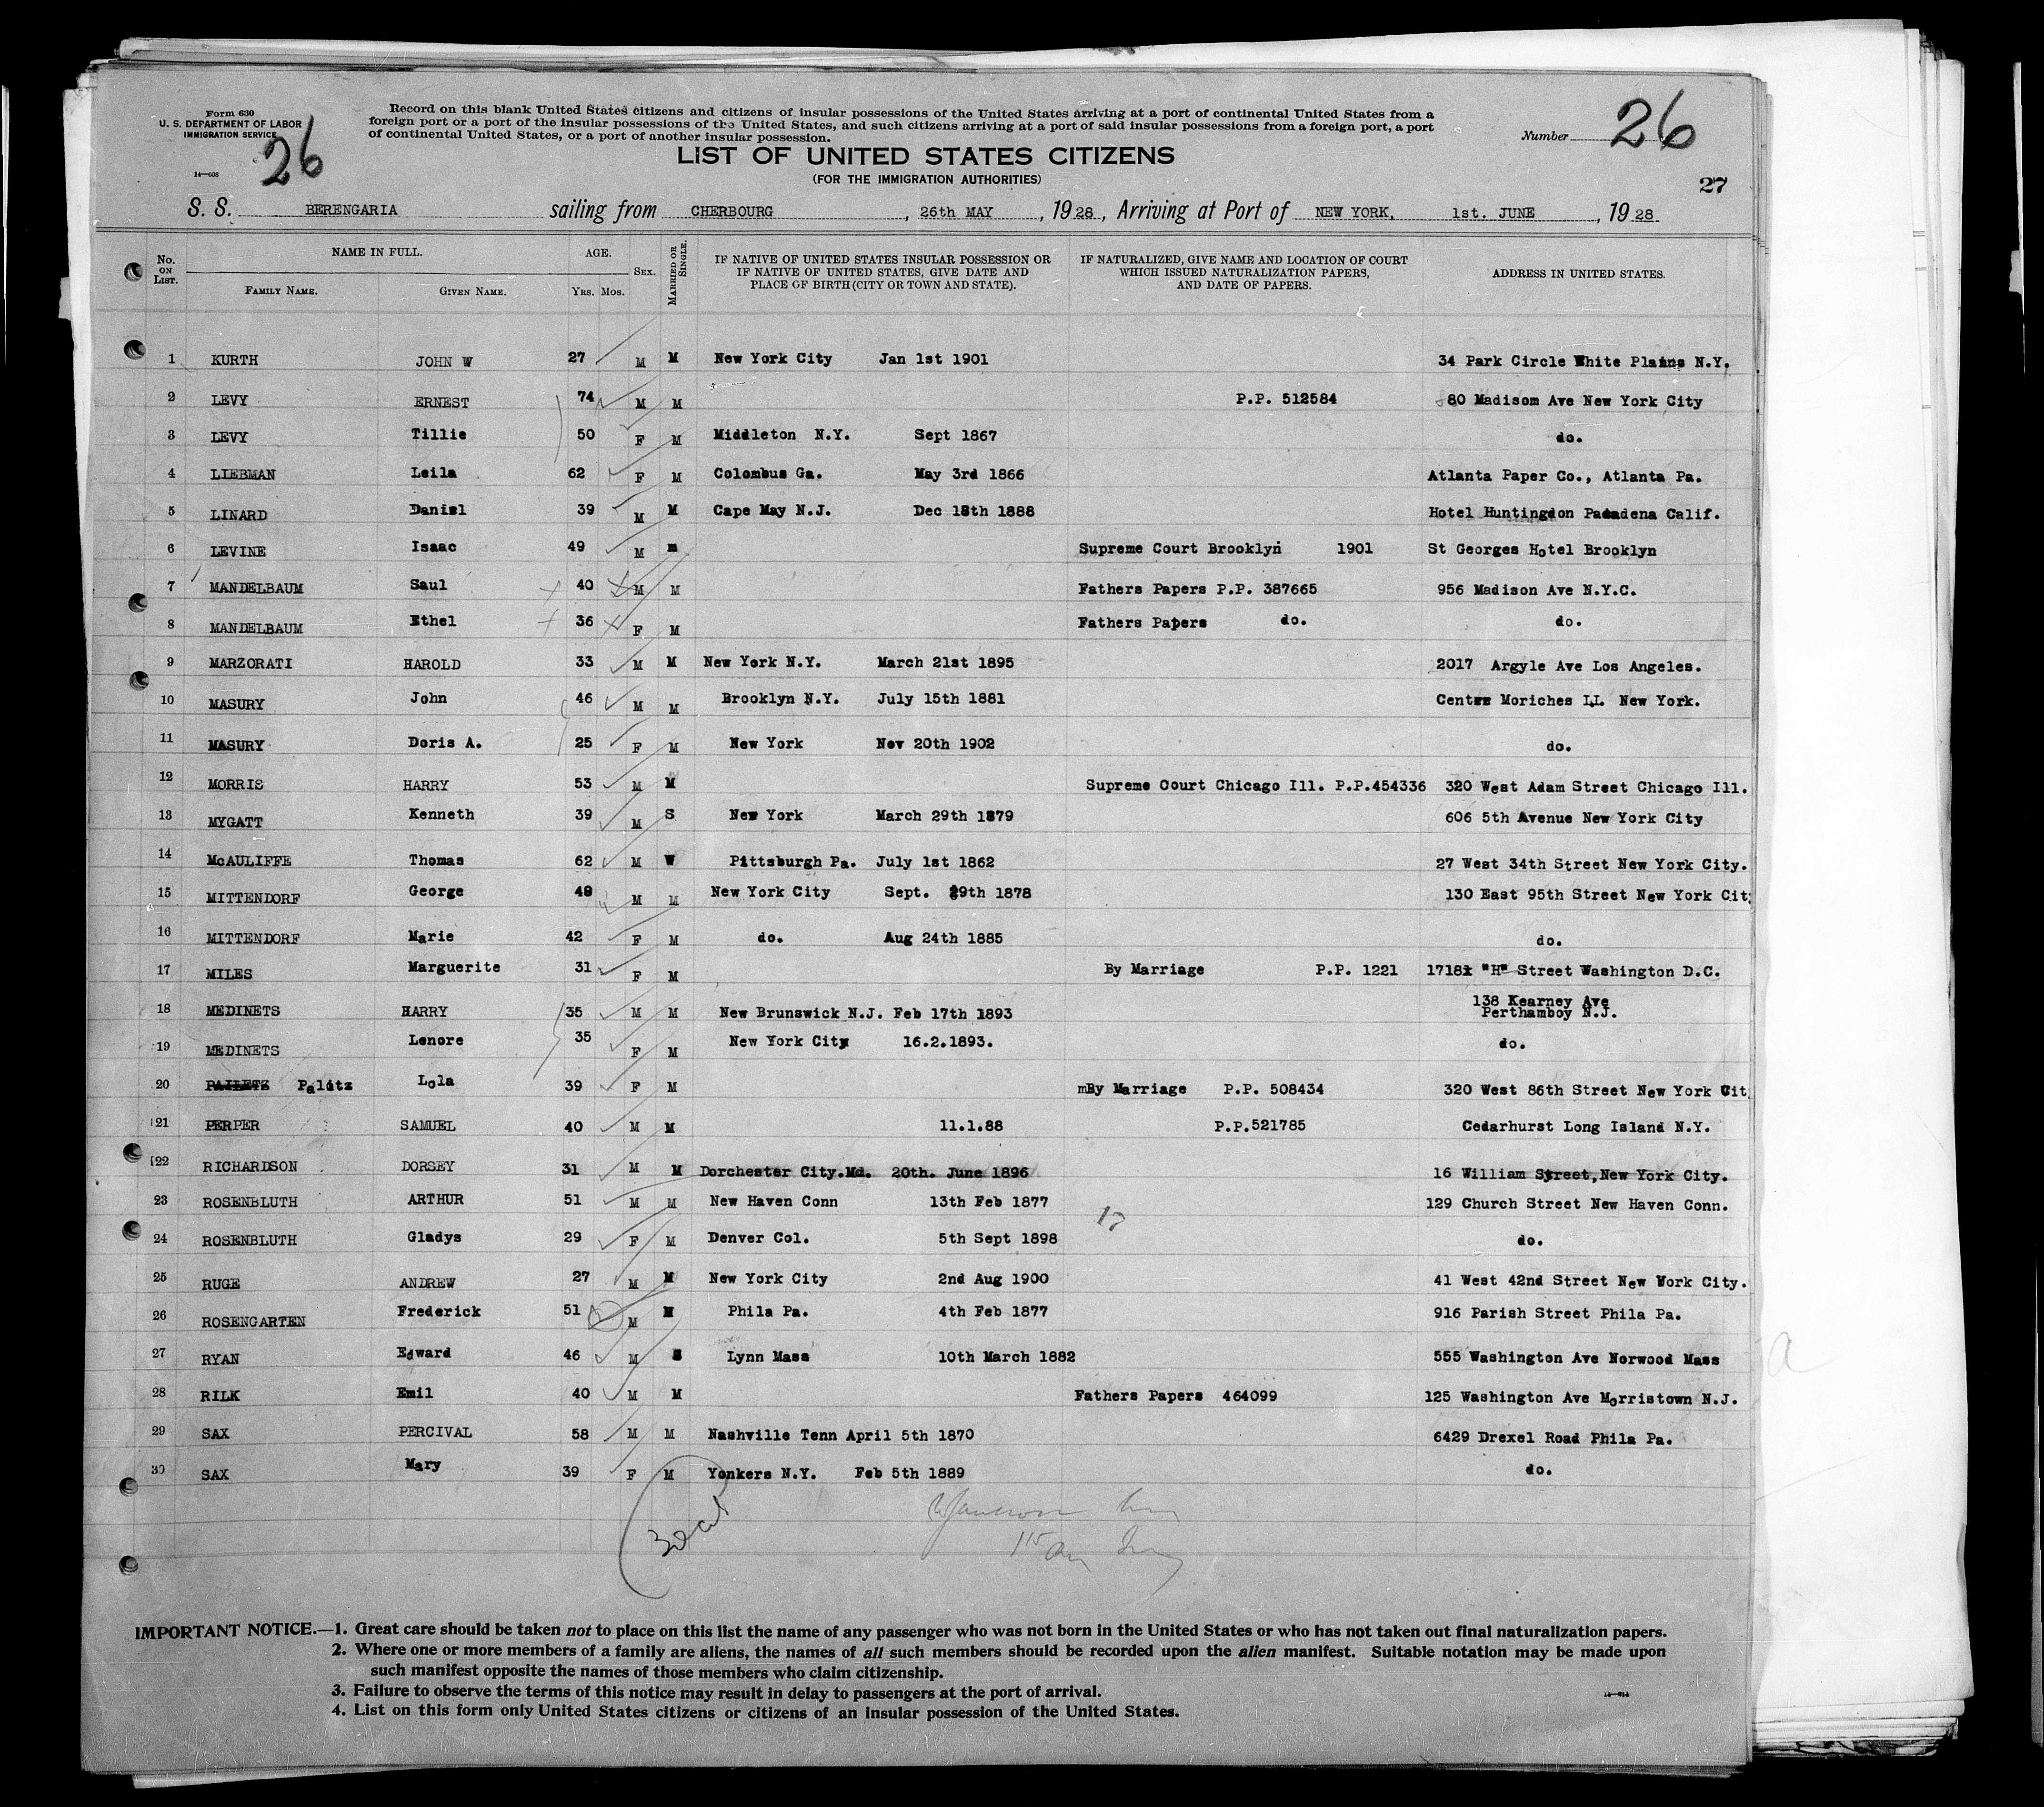 Form 630
U. S. DEPARTMENT OF LABOR
IMMIGRATION SERVICE
14—608
26
Record on this blank United States citizens and citizens of insular possessions of the United States arriving at a port of continental United States from a
foreign port or a port of the insular possessions of the United States, and such citizens arriving at a port of said insular possessions from a foreign port, a port
of continental United States, or a port of another insular possession.
Number 26
LIST OF UNITED STATES CITIZENS
(FOR THE IMMIGRATION AUTHORITIES)
27
S. S. BERENGARIA sailing from CHERBOURG, 26th MAY, 1928, Arriving at Port of NEW YORK, 1st. JUNE, 1928
No. ON LIST. NAME IN FULL. FAMILY NAME. GIVEN NAME. AGE. YRS. MOS. SEX. MARRIED OR SINGLE. IF NATIVE OF UNITED STATES INSULAR POSSESSION OR IF NATIVE OF UNITED STATES, GIVE DATE AND PLACE OF BIRTH (CITY OR TOWN AND STATE). IF NATURALIZED, GIVE NAME AND LOCATION OF COURT WHICH ISSUED NATURALIZATION PAPERS, AND DATE OF PAPERS. ADDRESS IN UNITED STATES.
1 KURTH JOHN W 27 M M New York City Jan 1st 1901 34 Park Circle White Plains N.Y.
2 LEVY ERNEST 74 M M P.P. 512584 80 Madisom Ave New York City
3 LEVY Tillie 50 F M Middleton N.Y. Sept 1867 do.
4 LIEBMAN Leila 62 F M Colombus Ga. May 3rd 1866 Atlanta Paper Co., Atlanta Pa.
5 LINARD Daniel 39 M M Cape May N.J. Dec 18th 1888 Hotel Huntingdon Pasadena Calif.
6 LEVINE Isaac 49 M m Supreme Court Brooklyn 1901 St Georges Hotel Brooklyn
7 MANDELBAUM Saul 40 M M Fathers Papers P.P. 387665 956 Madison Ave N.Y.C.
8 MANDELBAUM Ethel 36 F M Fathers Papers do. do.
9 MARZORATI HAROLD 33 M M New York N.Y. March 21st 1895 2017 Argyle Ave Los Angeles.
10 MASURY John 46 M M Brooklyn N.Y. July 15th 1881 Centre Moriches LI. New York.
11 MASURY Doris A. 25 F M New York Nov 20th 1902 do.
12 MORRIS HARRY 53 M M Supreme Court Chicago Ill. P.P.454336 320 West Adam Street Chicago Ill.
13 MYGATT Kenneth 39 M S New York March 29th 1879 606 5th Avenue New York City
14 McAULIFFE Thomas 62 M W Pittsburgh Pa. July 1st 1862 27 West 34th Street New York City.
15 MITTENDORF George 49 M M New York City Sept. 29th 1878 130 East 95th Street New York Cit
16 MITTENDORF Marie 42 F M do. Aug 24th 1885 do.
17 MILES Marguerite 31 F M By Marriage P.P. 1221 1718 "H" Street Washington D.C.
18 MEDINETS HARRY 35 M M New Brunswick N.J. Feb 17th 1893 138 Kearney Ave
Perthamboy N.J.
19 MEDINETS Lenore 35 F M New York City 16.2.1893. do.
20 PAILETZ Palitz Lola 39 F M mBy Marriage P.P. 508434 320 West 86th Street New York Cit
21 PERPER SAMUEL 40 M M 11.1.88 P.P.521785 Cedarhurst Long Island N.Y.
22 RICHARDSON DORSEY 31 M M Dorchester City.Md. 20th. June 1896 16 William Street,New York City.
23 ROSENBLUTH ARTHUR 51 M M New Haven Conn 13th Feb 1877 129 Church Street New Haven Conn.
17
24 ROSENBLUTH Gladys 29 F M Denver Col. 5th Sept 1898 do.
25 RUGE ANDREW 27 M M New York City 2nd Aug 1900 41 West 42nd Street New Work City.
26 ROSENGARTEN Frederick 51 M M Phila Pa. 4th Feb 1877 916 Parish Street Phila Pa.
27 RYAN Edward 46 M S Lynn Mass 10th March 1882 555 Washington Ave Norwood Mass
28 RILK Emil 40 M M Fathers Papers 464099 125 Washington Ave Morristown N.J.
29 SAX PERCIVAL 58 M M Nashville Tenn April 5th 1870 6429 Drexel Road Phila Pa.
30 SAX Mary 39 F M Yonkers N.Y. Feb 5th 1889 do.
IMPORTANT NOTICE.—1. Great care should be taken not to place on this list the name of any passenger who was not born in the United States or who has not taken out final naturalization papers.
2. Where one or more members of a family are aliens, the names of all such members should be recorded upon the alien manifest. Suitable notation may be made upon
such manifest opposite the names of those members who claim citizenship.
3. Failure to observe the terms of this notice may result in delay to passengers at the port of arrival.
4. List on this form only United States citizens or citizens of an insular possession of the United States.